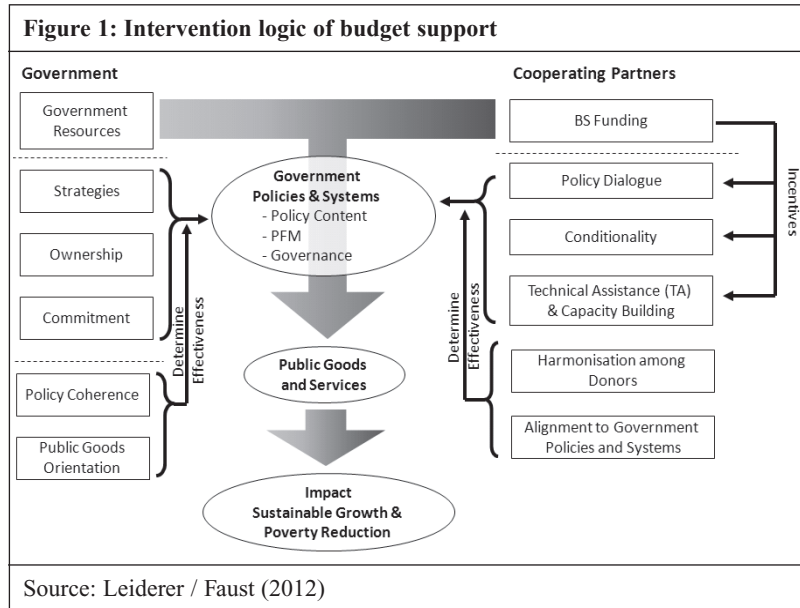 Figure 1: Intervention logic of budget support
Government
Government
Resources
Strategies
Ownership
Commitment
Policy Coherence
Public Goods
Orientation
Determine
Effectiveness
Government
Policies & Systems
- Policy Content
- PFM
- Governance
Public Goods
and Services
Impact
Sustainable Growth &
Poverty Reduction
Cooperating Partners
BS Funding
Policy Dialogue
Conditionality
Technical Assistance (TA)
& Capacity Building
Harmonisation among
Donors
Alignment to Government
Policies and Systems
Determine
Effectiveness
Incentives
Source: Leiderer / Faust (2012)